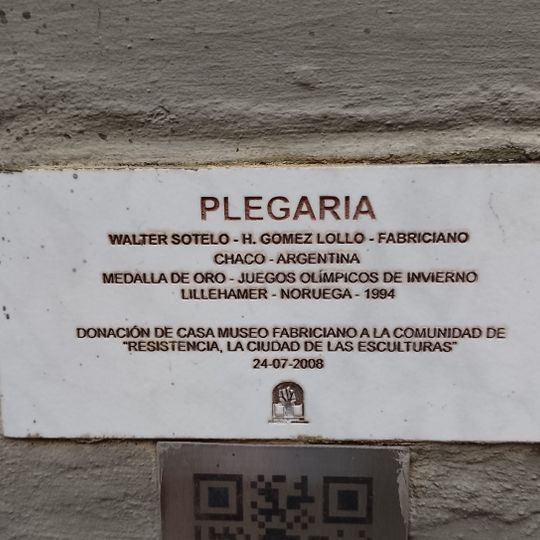 PLEGARIA
WALTER SOTELO - H. GOMEZ LOLLO - FABRICIANO
CHACO - ARGENTINA
MEDALLA DE ORO - JUEGOS OLÍMPICOS DE INVIERNO
LILLEHAMER - NORUEGA - 1994
DONACIÓN DE CASA MUSEO FABRICIANO A LA COMUNIDAD DE
"RESISTENCIA, LA CIUDAD DE LAS ESCULTURAS"
24-07-2008